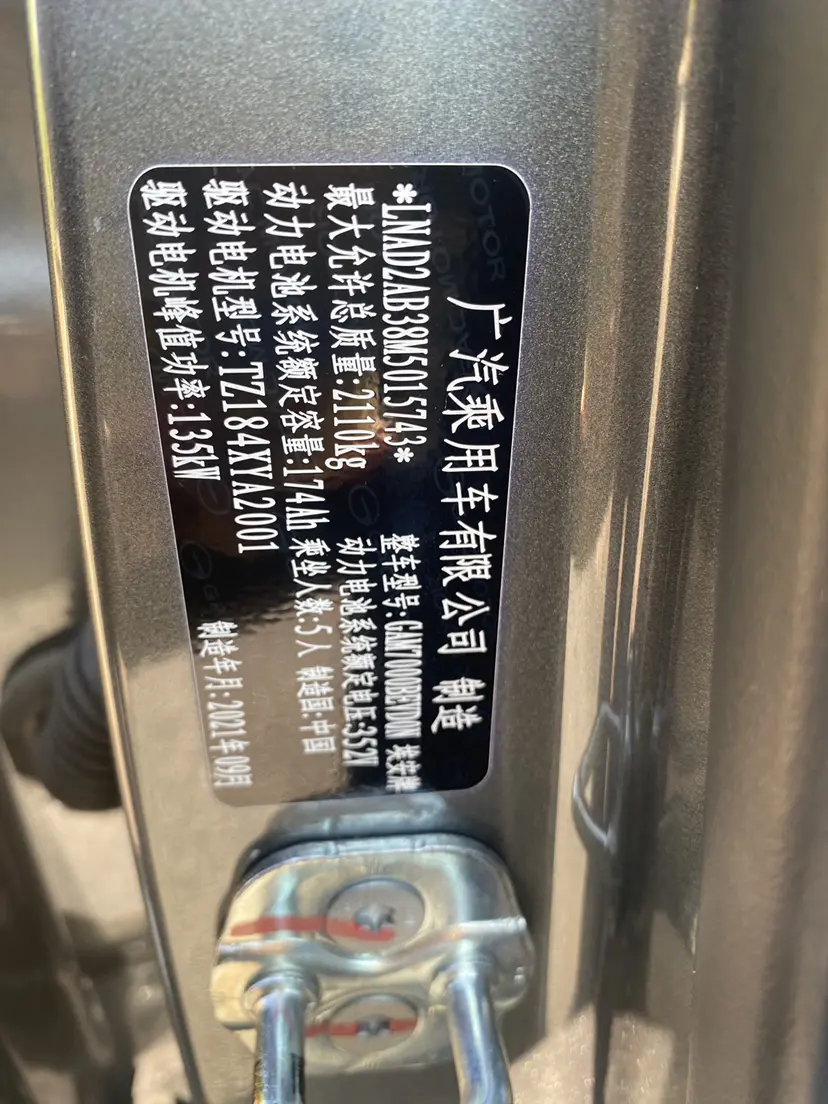 广汽乘用车有限公司 制造
*LNAD2AB38M5015743* 整车型号:GAM7000BEVD0N 埃安牌
最大允许总质量:2110kg 动力电池系统额定电压:352V
动力电池系统额定容量:174Ah 乘坐人数:5人 制造国:中国
驱动电机型号:TZ184XYA2001
驱动电机峰值功率:135kW 制造年月:2021年09月